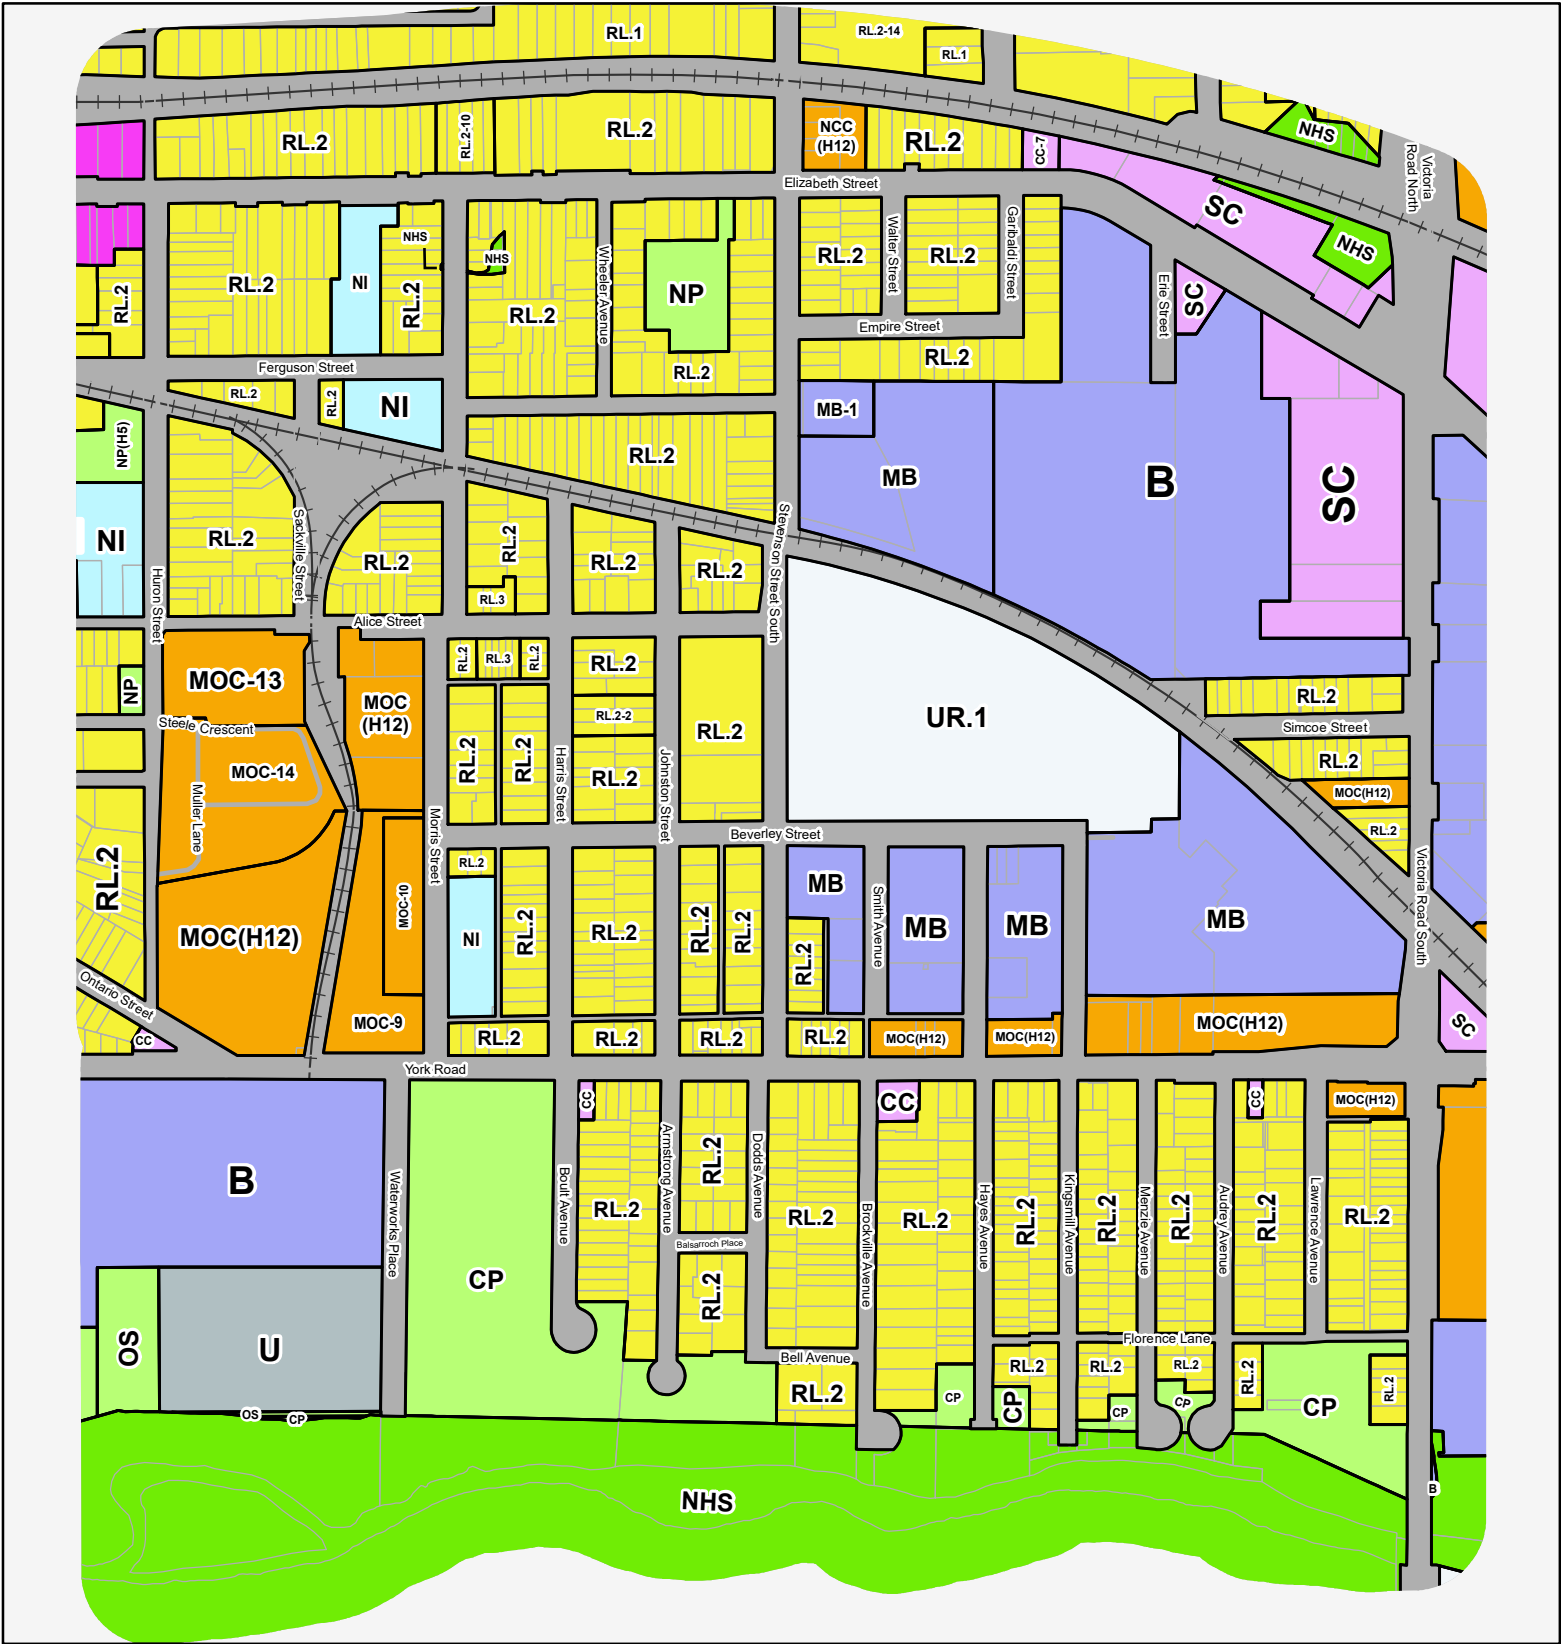 RL.1
RL.2-14
RL.1
NHS
RL.2
RL.2-10
RL.2
NCC
(H12)
RL.2
CC-7
Victoria
Road North
Elizabeth Street
SC
NHS
RL.2
RL.2
NI
NHS
RL.2
NHS
RL.2
Wheeler Avenue
NP
RL.2
RL.2
Walter Street
RL.2
Garibaldi Street
Empire Street
RL.2
Erie Street
SC
Ferguson Street
RL.2
RL.2
NI
MB-1
NP(H5)
RL.2
MB
B
SC
NI
RL.2
Sackville Street
RL.2
RL.2
RL.3
RL.2
RL.2
Stevenson Street South
Huron Street
Alice Street
NP
MOC-13
MOC
(H12)
RL.2
RL.3
RL.2
RL.2
RL.2-2
RL.2
UR.1
RL.2
Simcoe Street
Steele Crescent
MOC-14
Muller Lane
RL.2
RL.2
Harris Street
RL.2
Johnston Street
RL.2
MOC(H12)
RL.2
Morris Street
Beverley Street
RL.2
MOC(H12)
MOC-10
RL.2
NI
RL.2
RL.2
RL.2
RL.2
MB
RL.2
Smith Avenue
MB
MB
MB
Victoria Road South
Ontario Street
CC
MOC-9
RL.2
RL.2
RL.2
RL.2
MOC(H12)
MOC(H12)
MOC(H12)
SC
York Road
B
Waterworks Place
CP
Boult Avenue
CC
RL.2
Armstrong Avenue
RL.2
Dodds Avenue
RL.2
Brockville Avenue
CC
RL.2
Hayes Avenue
RL.2
Kingsmill Avenue
RL.2
Menzie Avenue
RL.2
Audrey Avenue
CC
RL.2
Lawrence Avenue
MOC(H12)
RL.2
Balsarroch Place
RL.2
OS
U
Florence Lane
Bell Avenue
RL.2
CP
RL.2
CP
RL.2
CP
RL.2
CP
RL.2
CP
RL.2
OS
CP
NHS
B